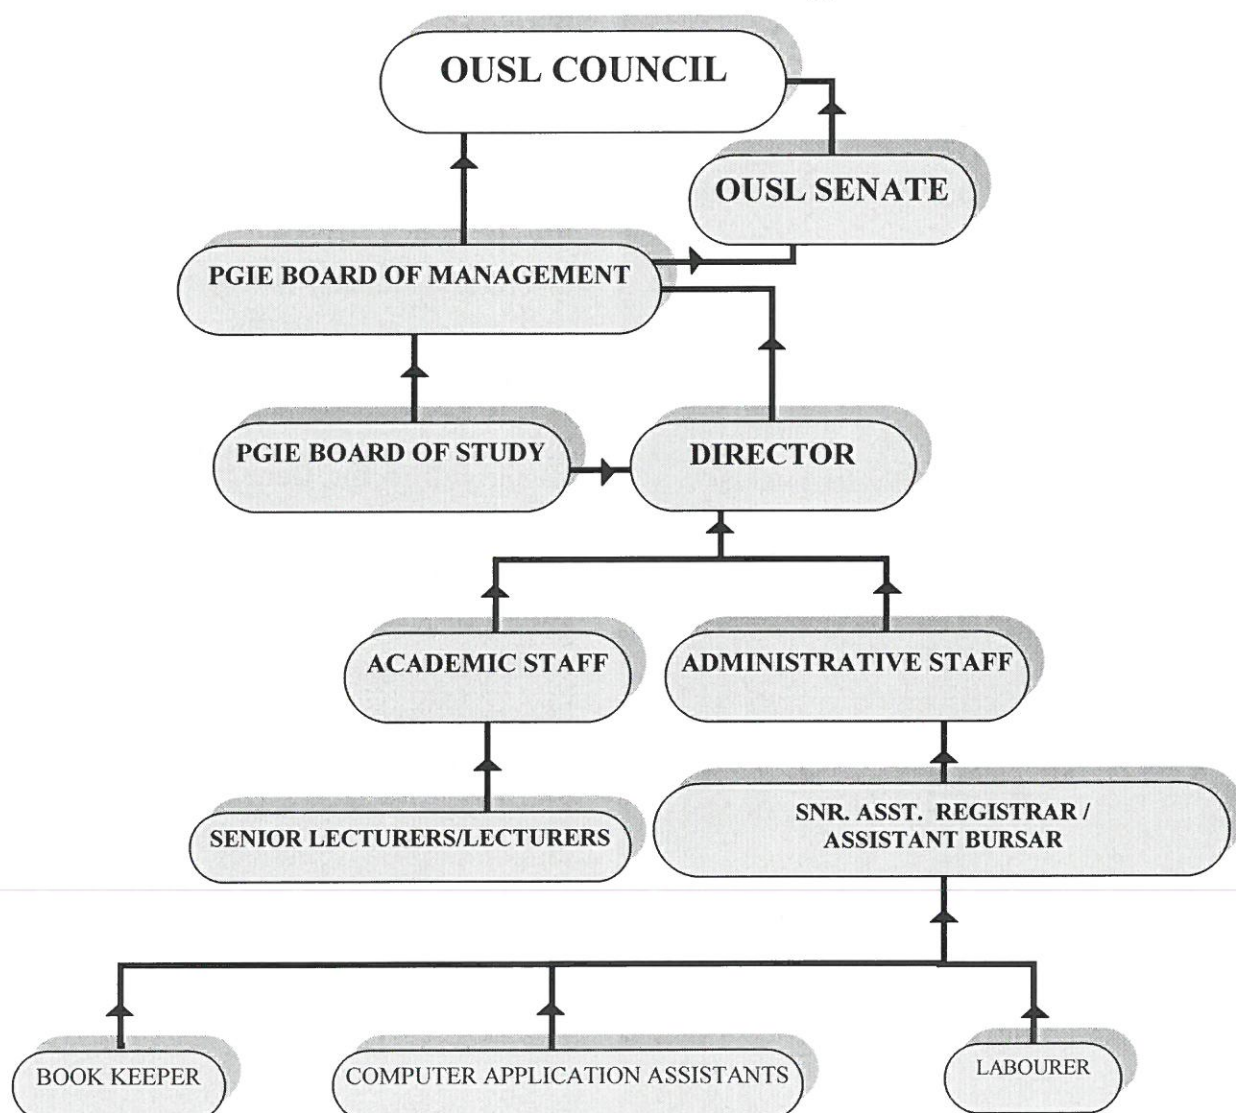 OUSL COUNCIL
OUSL SENATE
PGIE BOARD OF MANAGEMENT
PGIE BOARD OF STUDY
DIRECTOR
ACADEMIC STAFF
ADMINISTRATIVE STAFF
SENIOR LECTURERS/LECTURERS
SNR. ASST. REGISTRAR /
ASSISTANT BURSAR
BOOK KEEPER
COMPUTER APPLICATION ASSISTANTS
LABOURER